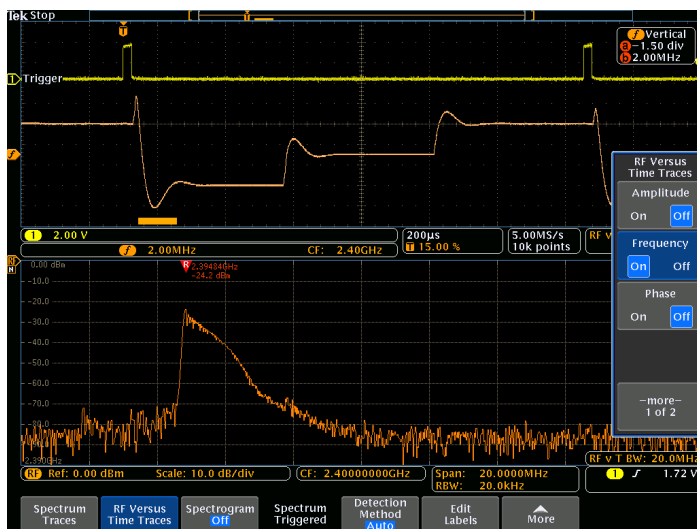 Tek Stop
T
f Vertical
a -1.50 div
b 2.00MHz
1 Trigger
f
RF Versus
Time Traces
Amplitude
On Off
Frequency
On Off
Phase
On Off
-more-
1 of 2
1 2.00 V
f 2.00MHz CF: 2.40GHz
200µs
T 15.00 %
5.00MS/s
10k points
RF v
RF
N
0.00 dBm
R 2.39484GHz
-24.2 dBm
-10.0
-20.0
-30.0
-40.0
-50.0
-60.0
-70.0
-90.0
2.390G
RF v T BW: 20.0MHz
RF Ref: 0.00 dBm Scale: 10.0 dB/div
CF: 2.40000000GHz
Span: 20.0000MHz
RBW: 20.0kHz
1 1.72 V
Spectrum
Traces
RF Versus
Time Traces
Spectrogram
Off
Spectrum
Triggered
Detection
Method
Auto
Edit
Labels
More